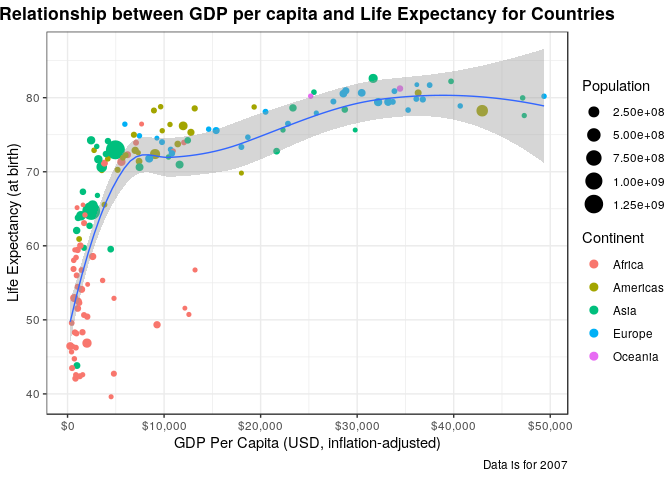 Relationship between GDP per capita and Life Expectancy for Countries
Life Expectancy (at birth)
80
70
60
50
40
$0
$10,000
$20,000
$30,000
$40,000
$50,000
GDP Per Capita (USD, inflation-adjusted)
Data is for 2007
Population
2.50e+08
5.00e+08
7.50e+08
1.00e+09
1.25e+09
Continent
Africa
Americas
Asia
Europe
Oceania